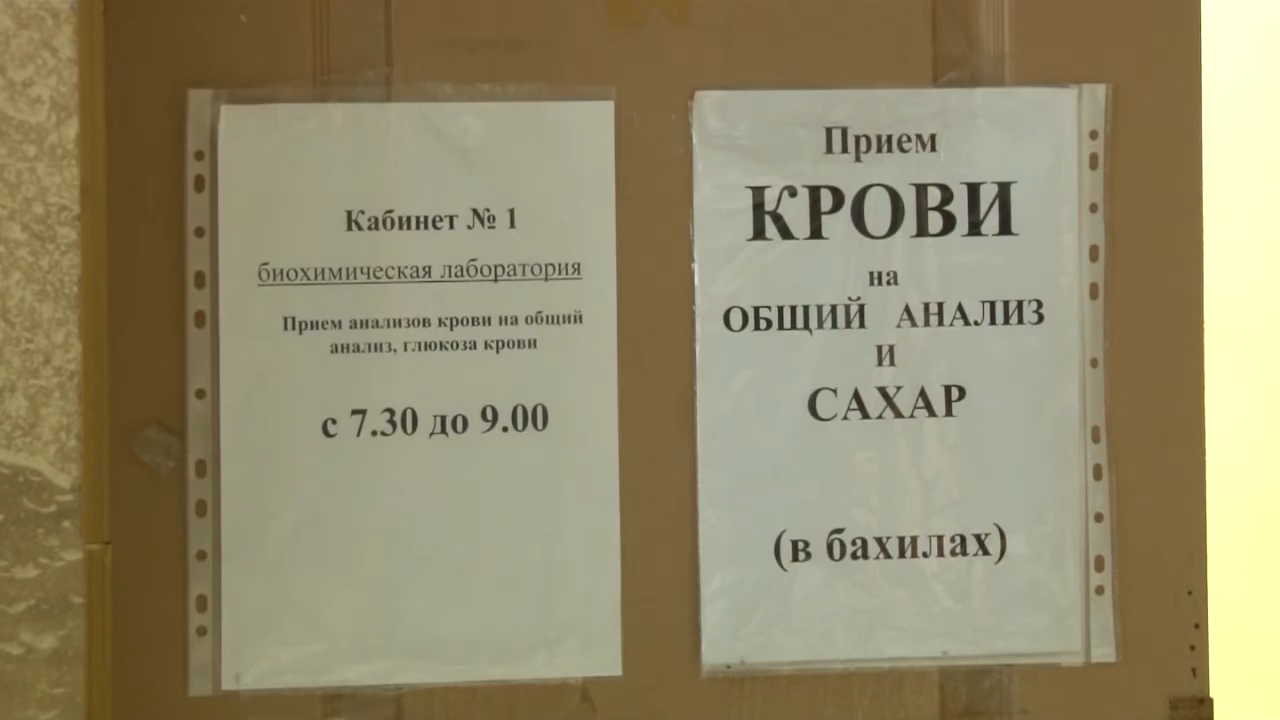 Кабинет № 1
биохимическая лаборатория
Прием анализов крови на общий
анализ, глюкоза крови
с 7.30 до 9.00
Прием
КРОВИ
на
ОБЩИЙ АНАЛИЗ
И
САХАР
(в бахилах)